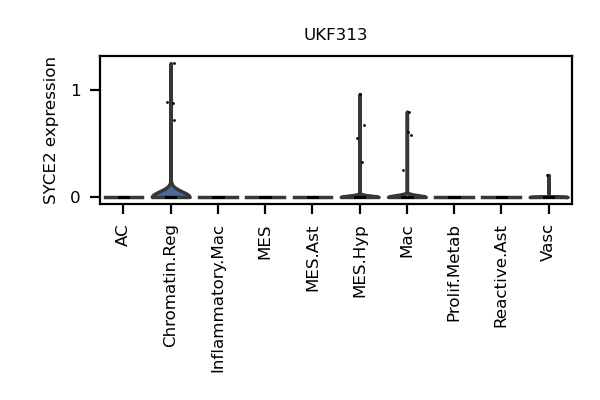 UKF313
SYCE2 expression
1
0
AC
Chromatin.Reg
Inflammatory.Mac
MES
MES.Ast
MES.Hyp
Mac
Prolif.Metab
Reactive.Ast
Vasc